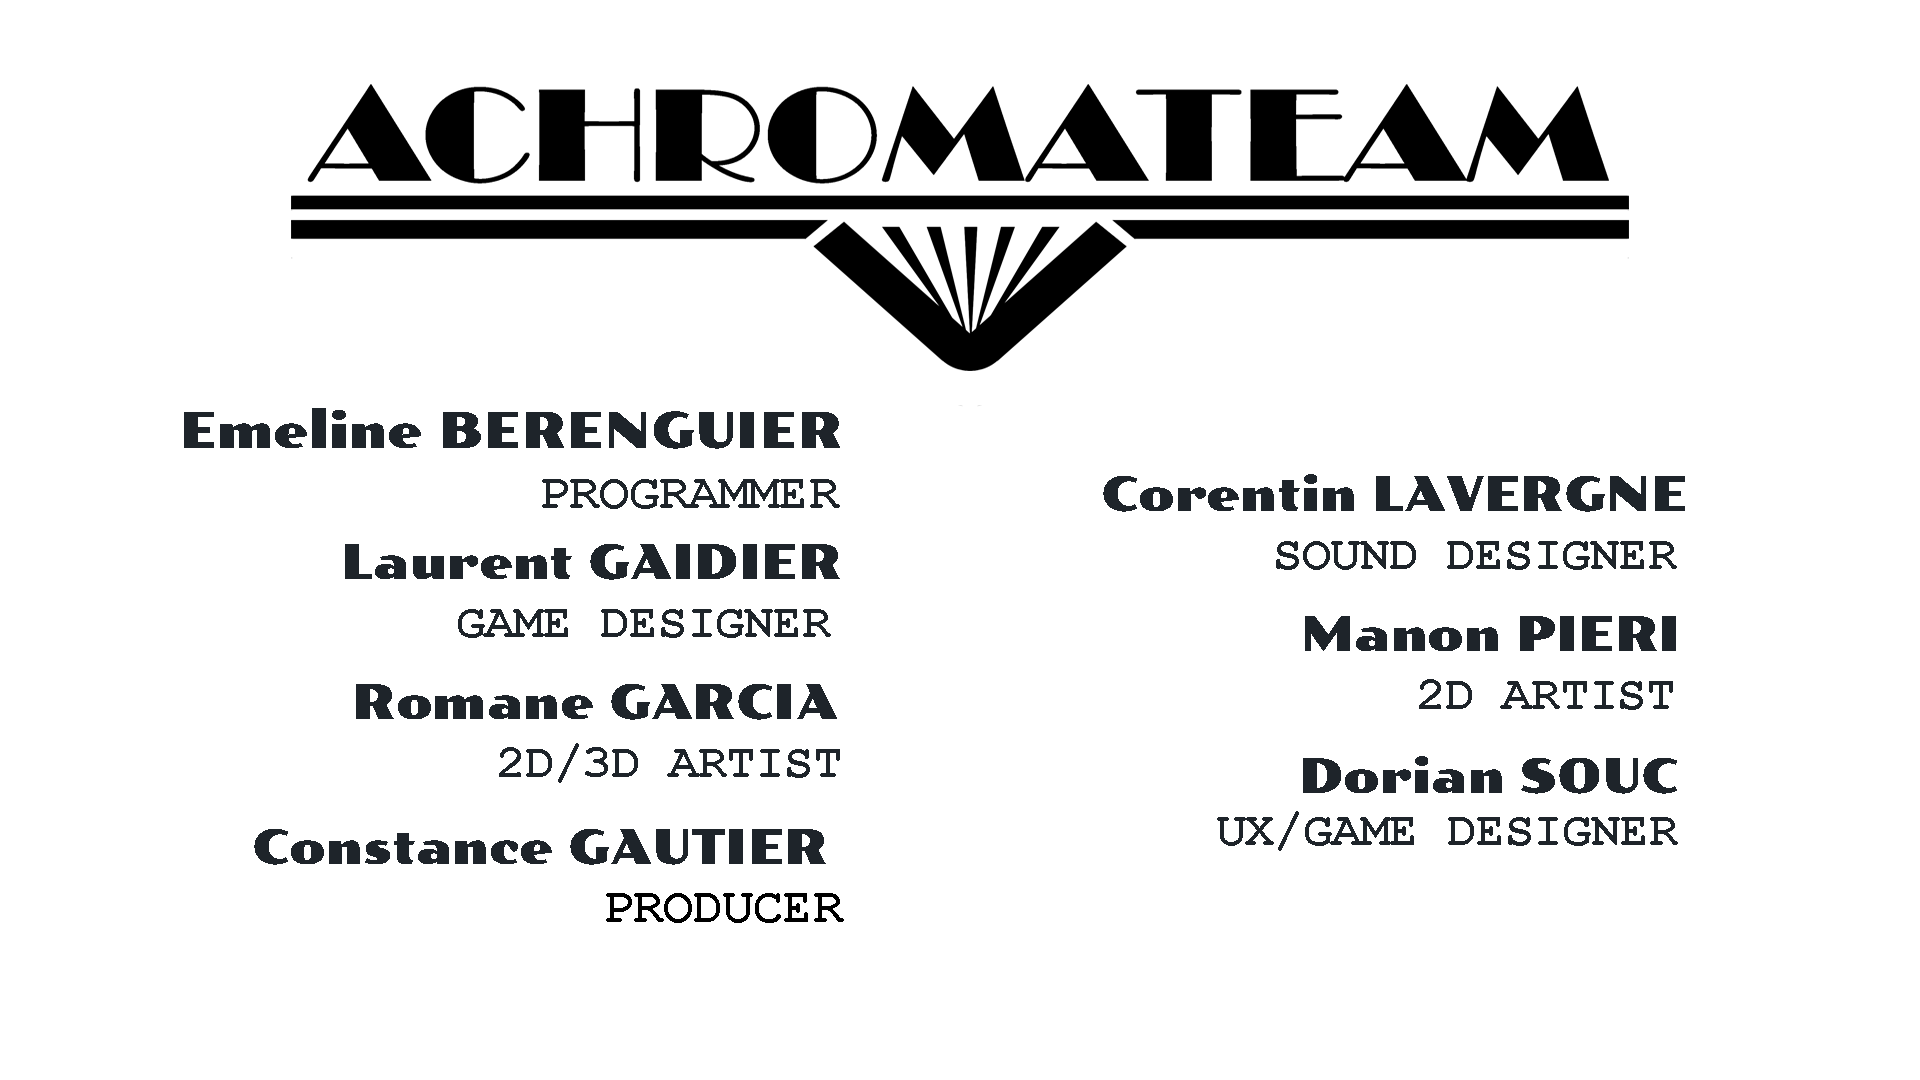 ACHROMATEAM
Emeline BERENGUIER
PROGRAMMER
Laurent GAIDIER
GAME DESIGNER
Romane GARCIA
2D/3D ARTIST
Constance GAUTIER
PRODUCER
Corentin LAVERGNE
SOUND DESIGNER
Manon PIERI
2D ARTIST
Dorian SOUC
UX/GAME DESIGNER